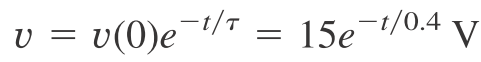 v = v(0)e^{−t/τ} = 15e^{−t/0.4} V